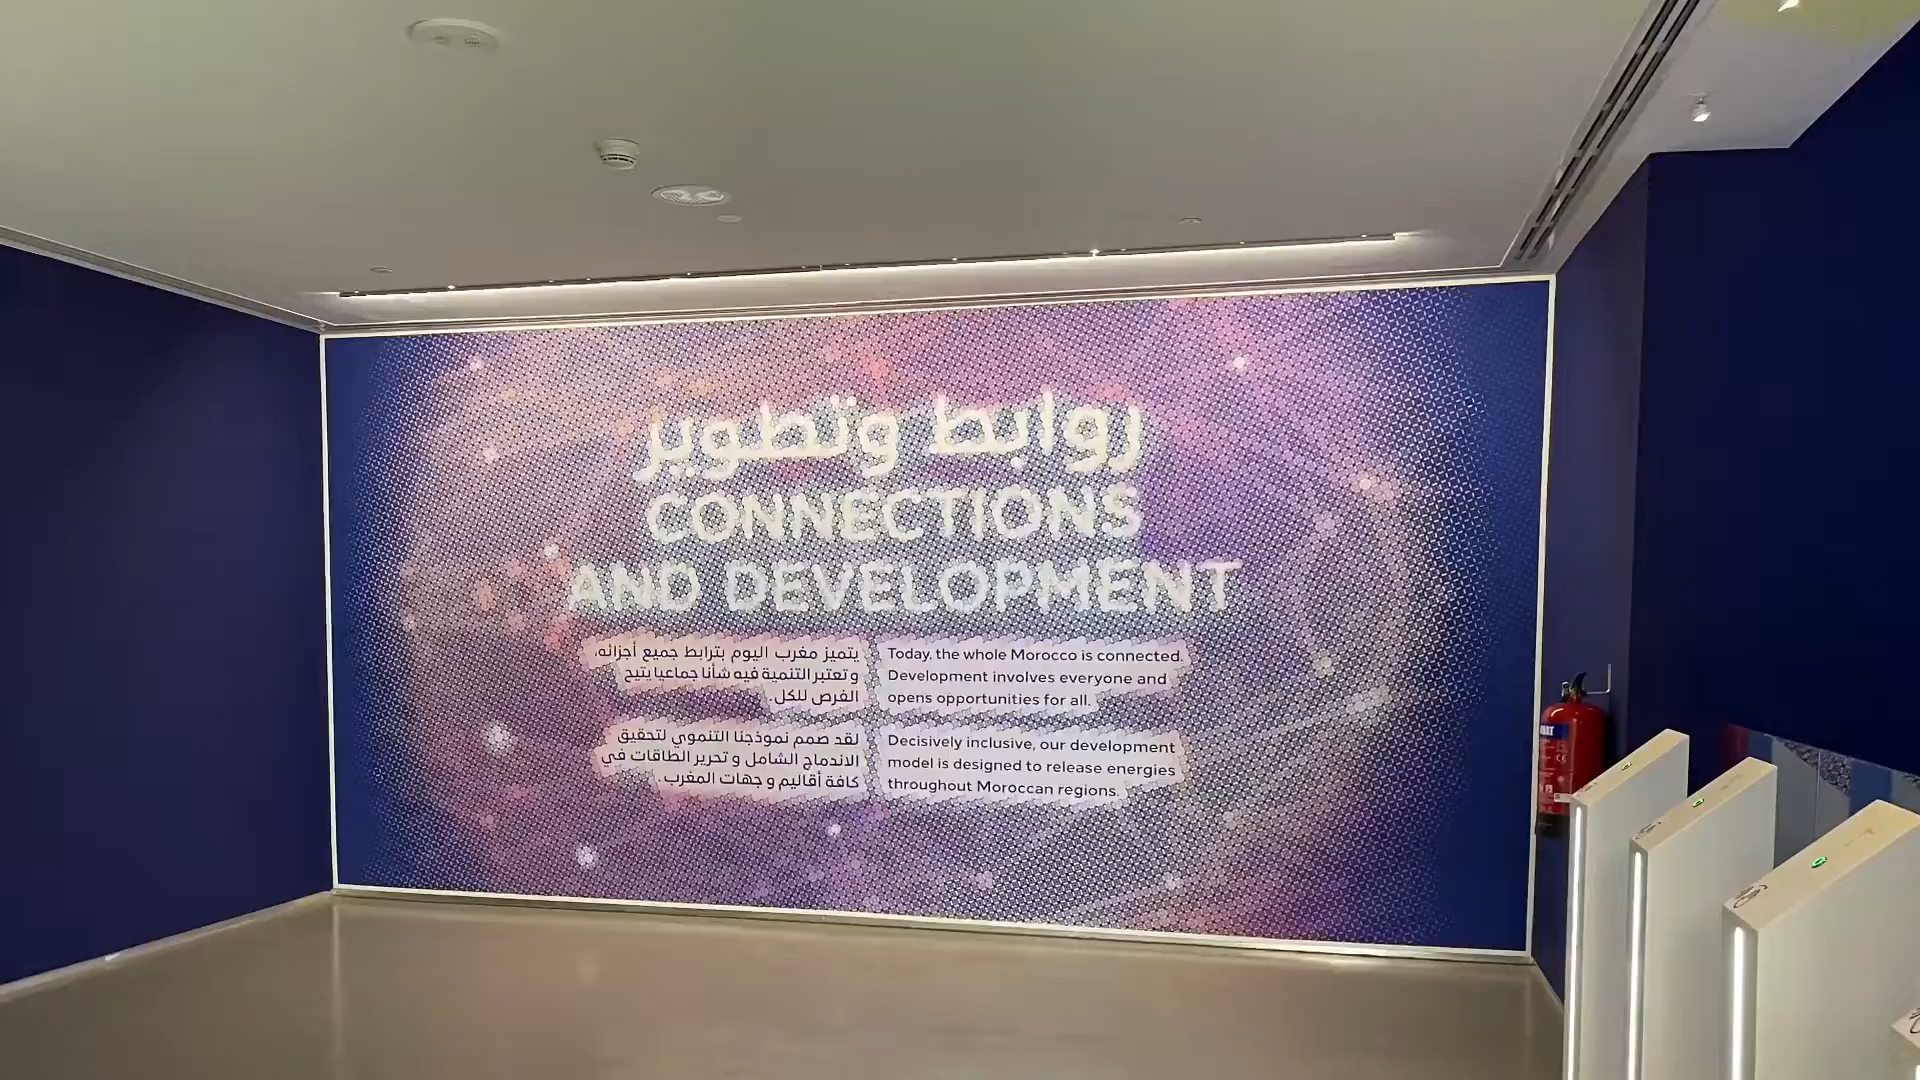 روابط وتطوير
CONNECTIONS
AND DEVELOPMENT
يتميز مغرب اليوم بترابط جميع أجزائه،
و تعتبر التنمية فيه شأنا جماعيا يتيح
الفرص للكل.
لقد صمم نموذجنا التنموي لتحقيق
الاندماج الشامل و تحرير الطاقات في
كافة أقاليم و جهات المغرب.
Today, the whole Morocco is connected.
Development involves everyone and
opens opportunities for all.
Decisively inclusive, our development
model is designed to release energies
throughout Moroccan regions.